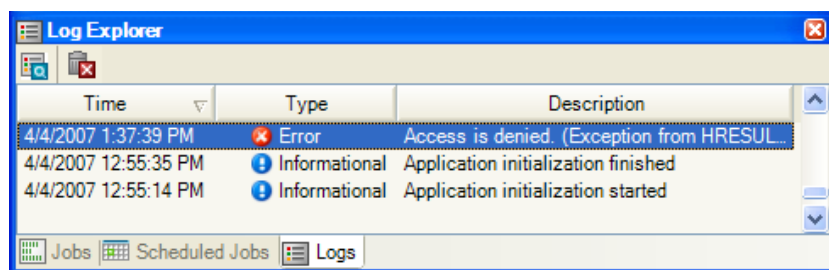 Log Explorer
Time Type Description
4/4/2007 1:37:39 PM Error Access is denied. (Exception from HRESUL...
4/4/2007 12:55:35 PM Informational Application initialization finished
4/4/2007 12:55:14 PM Informational Application initialization started
Jobs Scheduled Jobs Logs